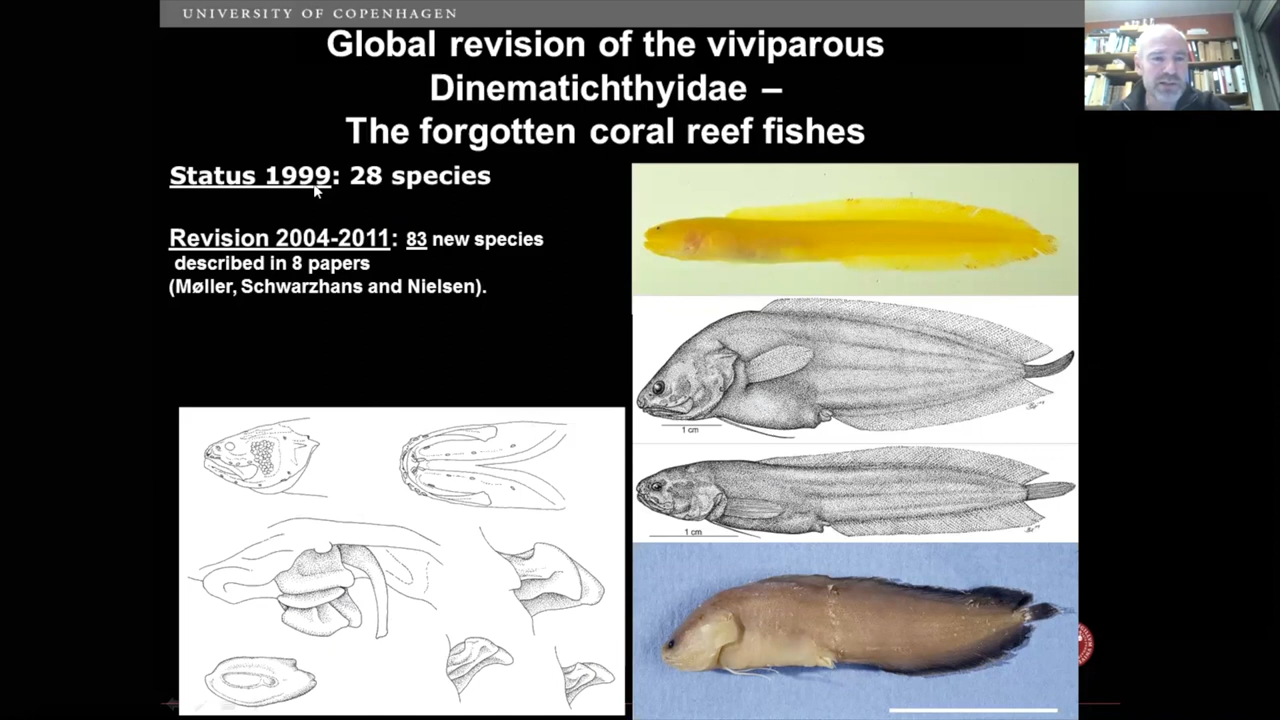 UNIVERSITY OF COPENHAGEN
Global revision of the viviparous
Dinematichthyidae –
The forgotten coral reef fishes
Status 1999: 28 species
Revision 2004-2011: 83 new species
described in 8 papers
(Møller, Schwarzhans and Nielsen).
1 cm
1 cm